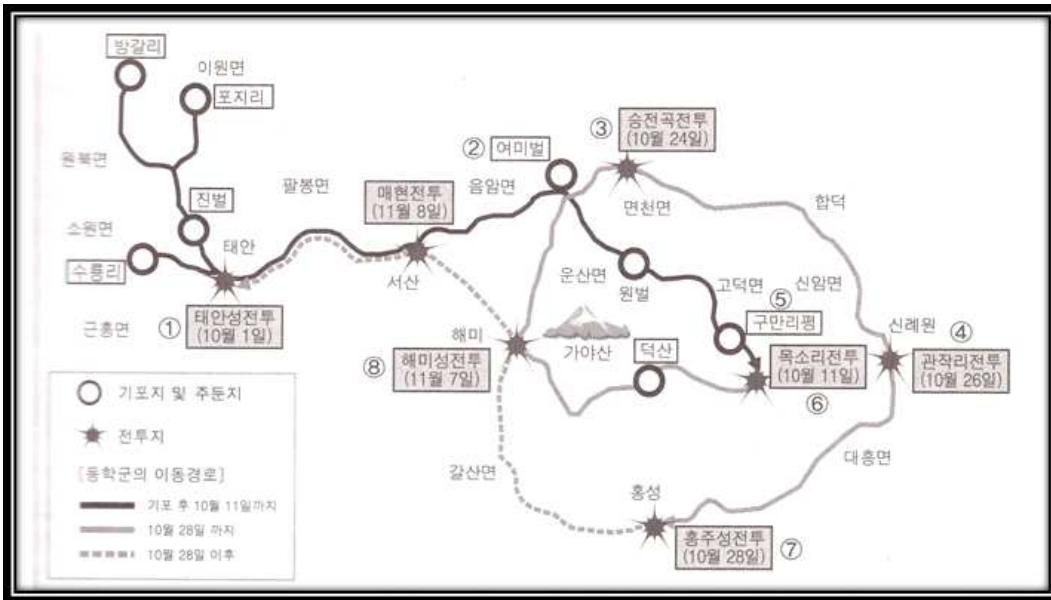 방갈리
이원면
포지리
③ 승전곡전투
(10월 24일)
② 여미벌
원북면
팔봉면
매현전투
(11월 8일)
음암면
면천면
합덕
진벌
소원면
태안
수룡리
서산
운산면
원벌
고덕면
신암면
⑤
구만리평
근흥면
① 태안성전투
(10월 1일)
해미
가야산
덕산
신례원
④
⑧ 해미성전투
(11월 7일)
목소리전투
(10월 11일)
관작리전투
(10월 26일)
⑥
기포지 및 주둔지
전투지
[동학군의 이동경로]
갈산면
홍성
대흥면
기포 후 10월 11일까지
10월 28일 까지
10월 28일 이후
홍주성전투
(10월 28일)
⑦